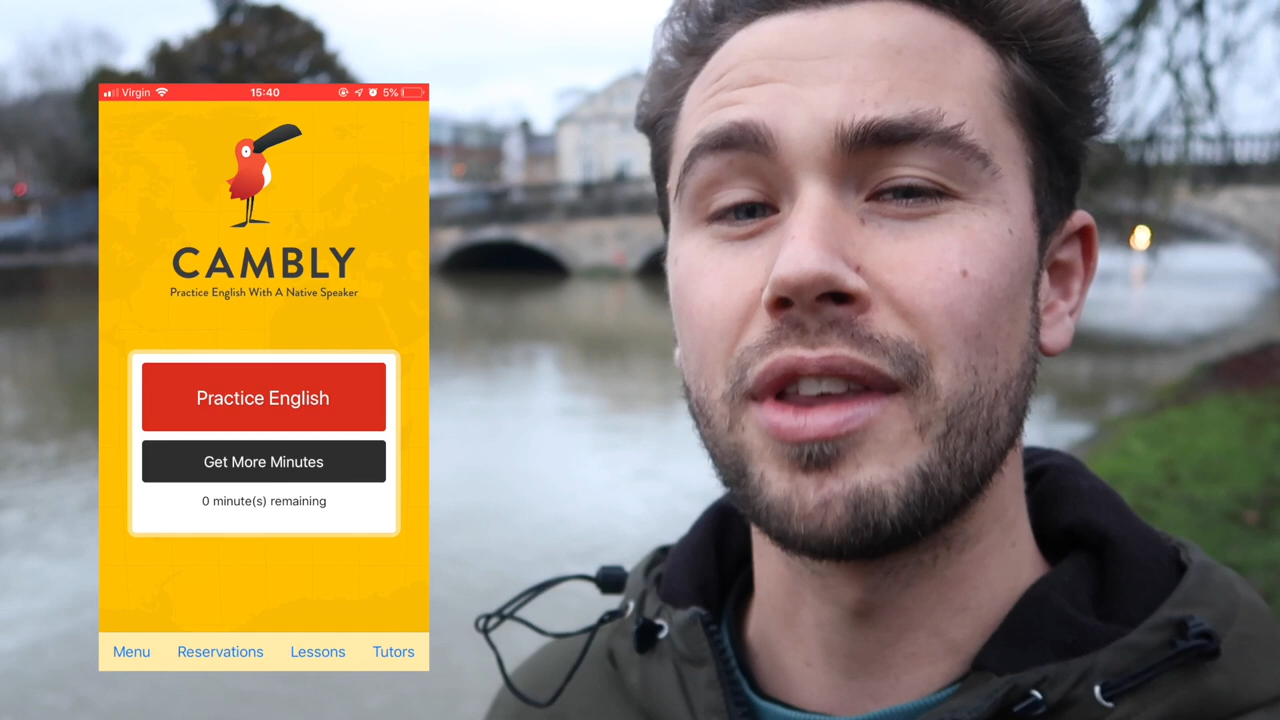 Virgin 15:40 5%
CAMBLY
Practice English With A Native Speaker
Practice English
Get More Minutes
0 minute(s) remaining
Menu Reservations Lessons Tutors